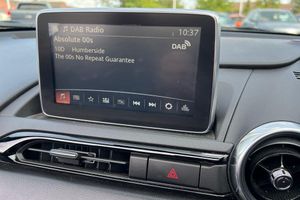 DAB Radio 10:37
Absolute 00s
10D Humberside
DAB
The 00s No Repeat Guarantee